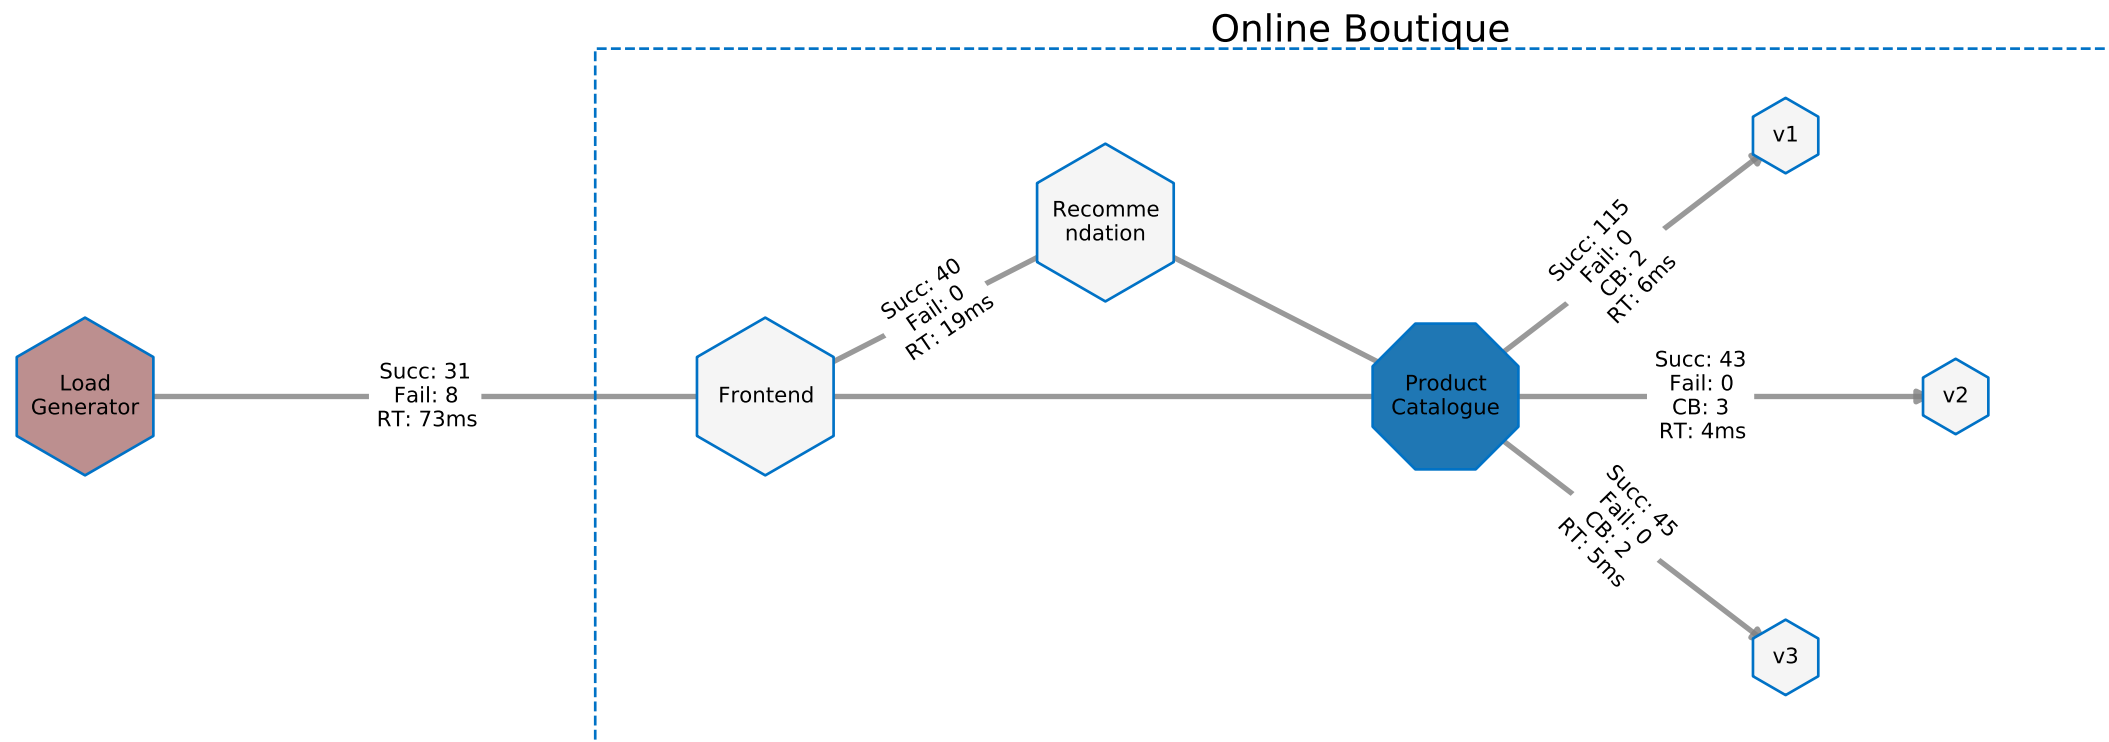 Online Boutique
Load
Generator
Succ: 31
Fail: 8
RT: 73ms
Frontend
Succ: 40
Fail: 0
RT: 19ms
Recomme
ndation
Product
Catalogue
Succ: 115
Fail: 0
CB: 2
RT: 6ms
v1
Succ: 43
Fail: 0
CB: 3
RT: 4ms
v2
Succ: 45
Fail: 0
CB: 2
RT: 5ms
v3